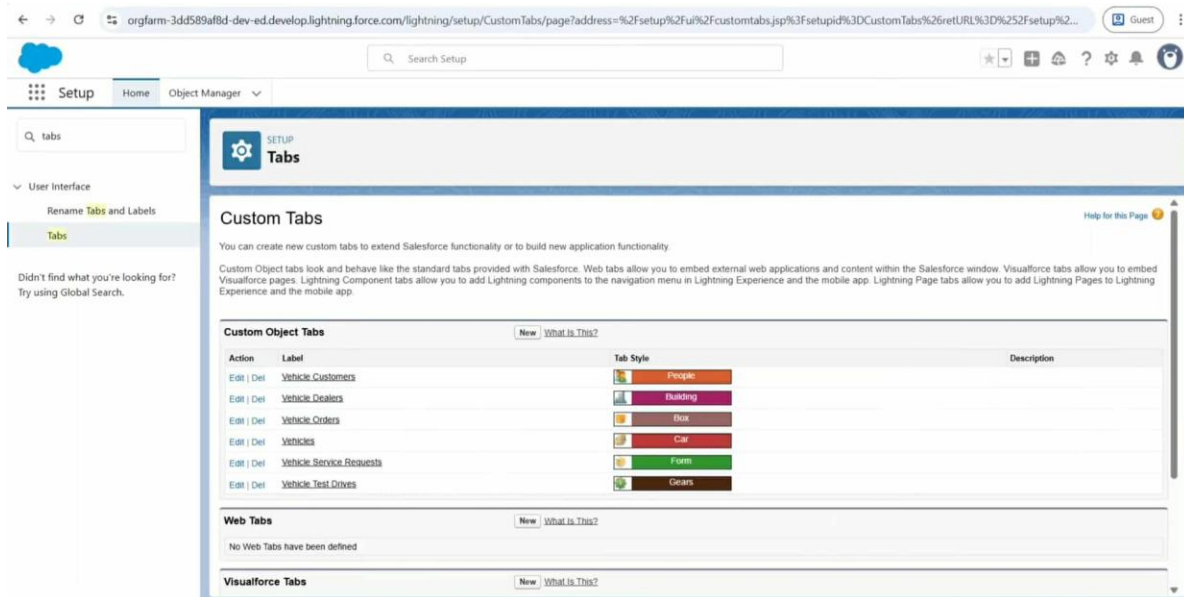 orgfarm-3dd589af8d-dev-ed.develop.lightning.force.com/lightning/setup/CustomTabs/page?address=%2Fsetup%2Fui%2Fcustomtabs.jsp%3Fsetupid%3DCustomTabs%26retURL%3D%252Fsetup%2...
Guest
Search Setup
Setup Home Object Manager
tabs
SETUP
Tabs
User Interface
Rename Tabs and Labels
Tabs
Didn't find what you're looking for?
Try using Global Search.
Custom Tabs
Help for this Page
You can create new custom tabs to extend Salesforce functionality or to build new application functionality.
Custom Object tabs look and behave like the standard tabs provided with Salesforce. Web tabs allow you to embed external web applications and content within the Salesforce window. Visualforce tabs allow you to embed
Visualforce pages. Lightning Component tabs allow you to add Lightning components to the navigation menu in Lightning Experience and the mobile app. Lightning Page tabs allow you to add Lightning Pages to Lightning
Experience and the mobile app.
Custom Object Tabs New What Is This?
Action Label Tab Style Description
Edit | Del Vehicle Customers People
Edit | Del Vehicle Dealers Building
Edit | Del Vehicle Orders Box
Edit | Del Vehicles Car
Edit | Del Vehicle Service Requests Form
Edit | Del Vehicle Test Drives Gears
Web Tabs New What Is This?
No Web Tabs have been defined
Visualforce Tabs New What Is This?